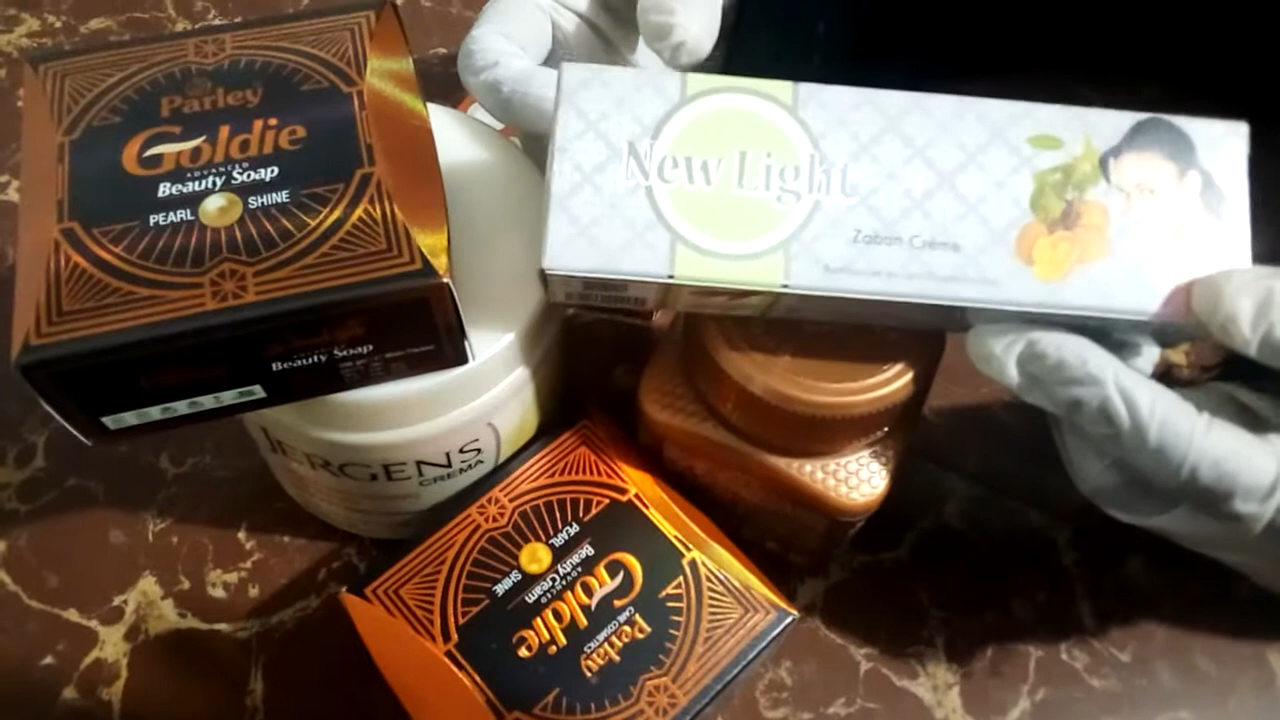 Parley
Goldie
ADVANCED
Beauty Soap
PEARL SHINE
Beauty Soap
New Light
Zaban Crème
JERGENS
CREMA
Perlay
CARE COSMETICS
Goldie
ADVANCED
Beauty Cream
PEARL SHINE